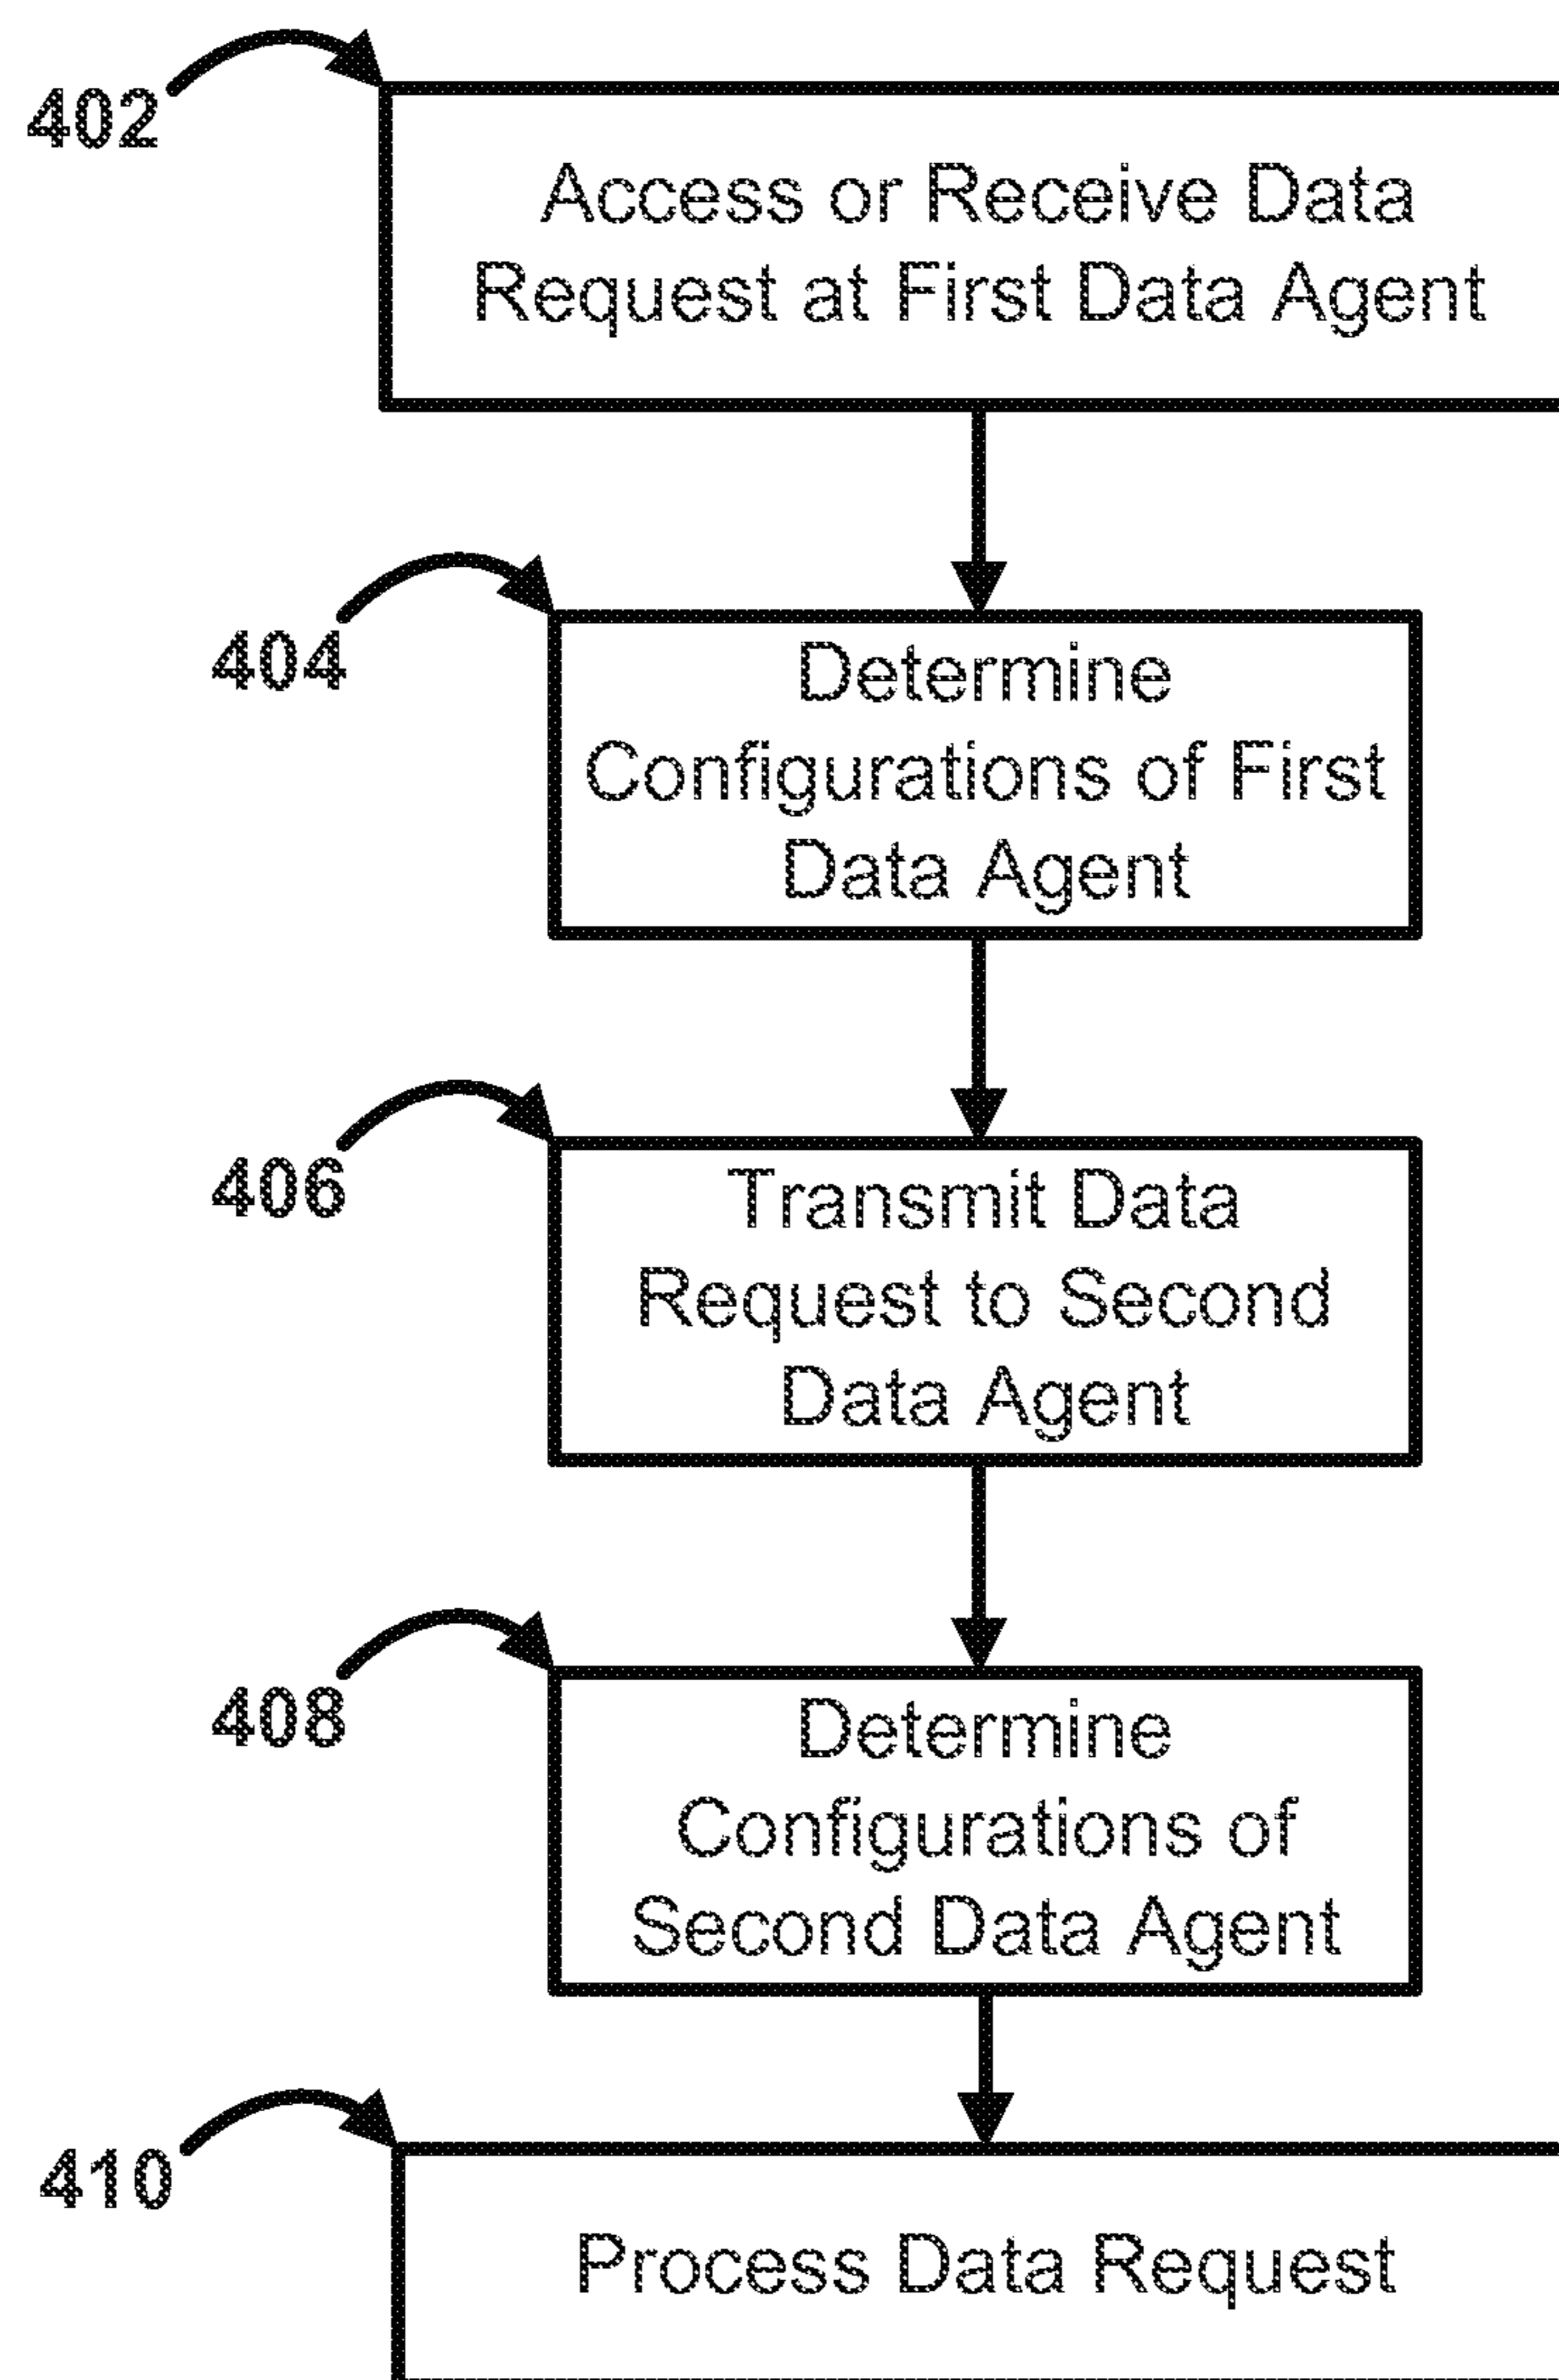 402
Access or Receive Data
Request at First Data Agent
404
Determine
Configurations of First
Data Agent
406
Transmit Data
Request to Second
Data Agent
408
Determine
Configurations of
Second Data Agent
410
Process Data Request